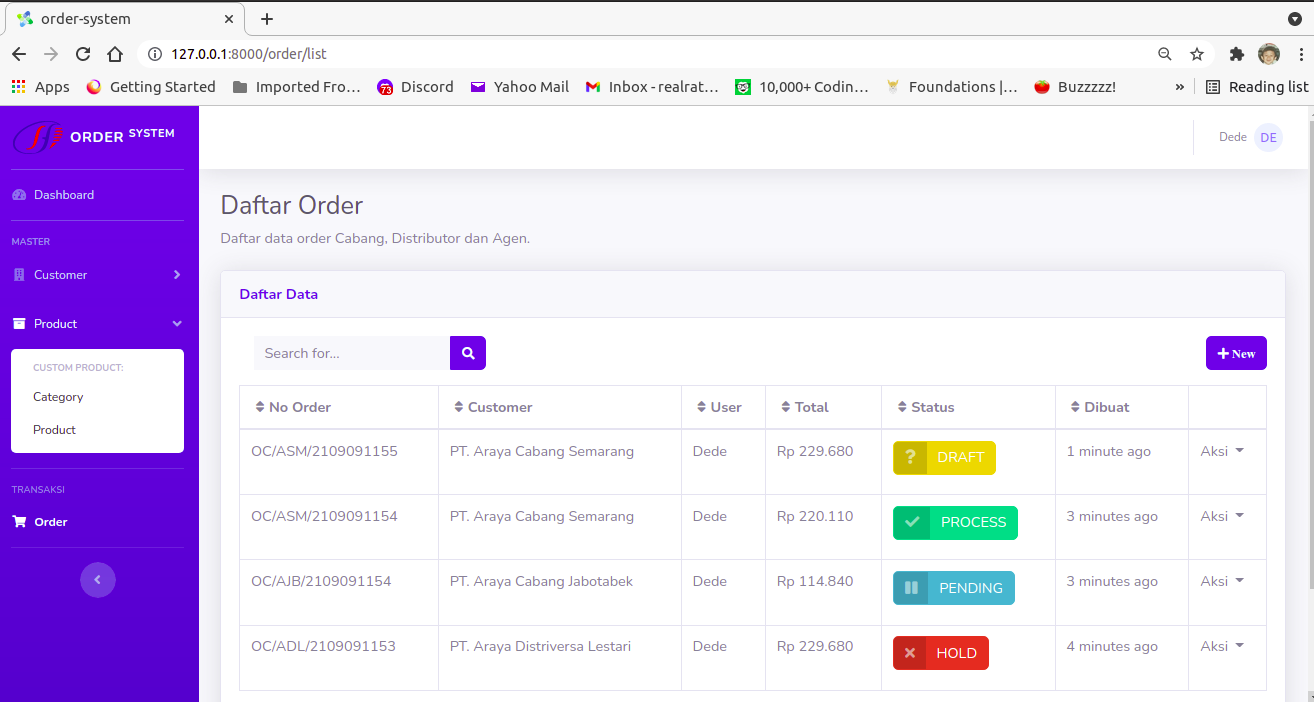 order-system
127.0.0.1:8000/order/list
Apps Getting Started Imported Fro... 73 Discord Yahoo Mail Inbox - realrat... 10,000+ Codin... Foundations |... Buzzzzz! » Reading list
ORDER SYSTEM
Dede DE
Dashboard
MASTER
Customer
Product
CUSTOM PRODUCT:
Category
Product
TRANSAKSI
Order
Daftar Order
Daftar data order Cabang, Distributor dan Agen.
Daftar Data
Search for...
New
No Order Customer User Total Status Dibuat
OC/ASM/2109091155 PT. Araya Cabang Semarang Dede Rp 229.680 ? DRAFT 1 minute ago Aksi
OC/ASM/2109091154 PT. Araya Cabang Semarang Dede Rp 220.110 PROCESS 3 minutes ago Aksi
OC/AJB/2109091154 PT. Araya Cabang Jabotabek Dede Rp 114.840 PENDING 3 minutes ago Aksi
OC/ADL/2109091153 PT. Araya Distriversa Lestari Dede Rp 229.680 HOLD 4 minutes ago Aksi